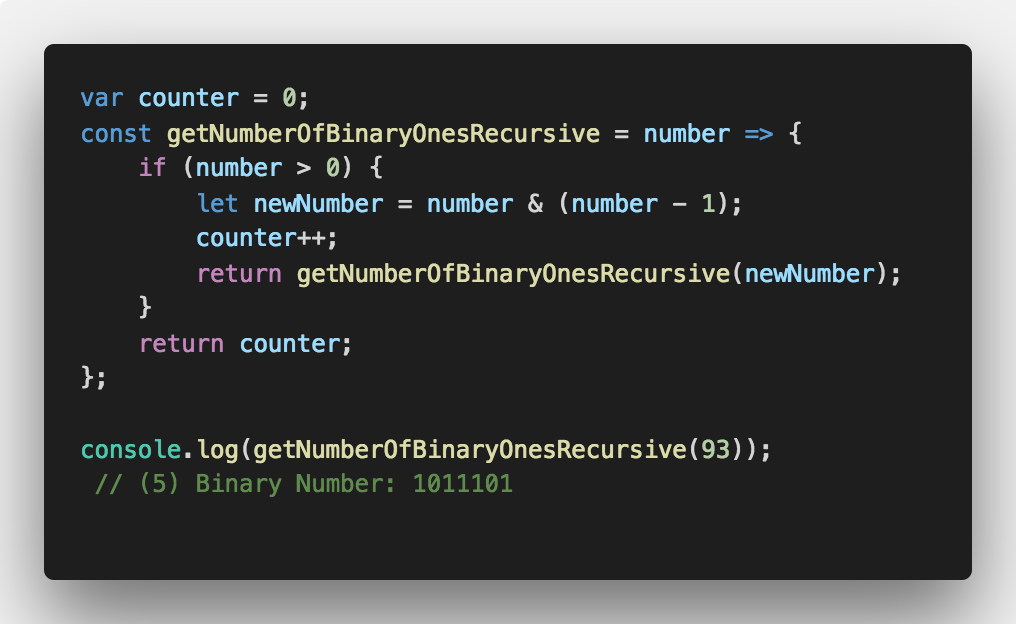 var counter = 0;
const getNumberOfBinaryOnesRecursive = number => {
    if (number > 0) {
        let newNumber = number & (number - 1);
        counter++;
        return getNumberOfBinaryOnesRecursive(newNumber);
    }
    return counter;
};

console.log(getNumberOfBinaryOnesRecursive(93));
 // (5) Binary Number: 1011101